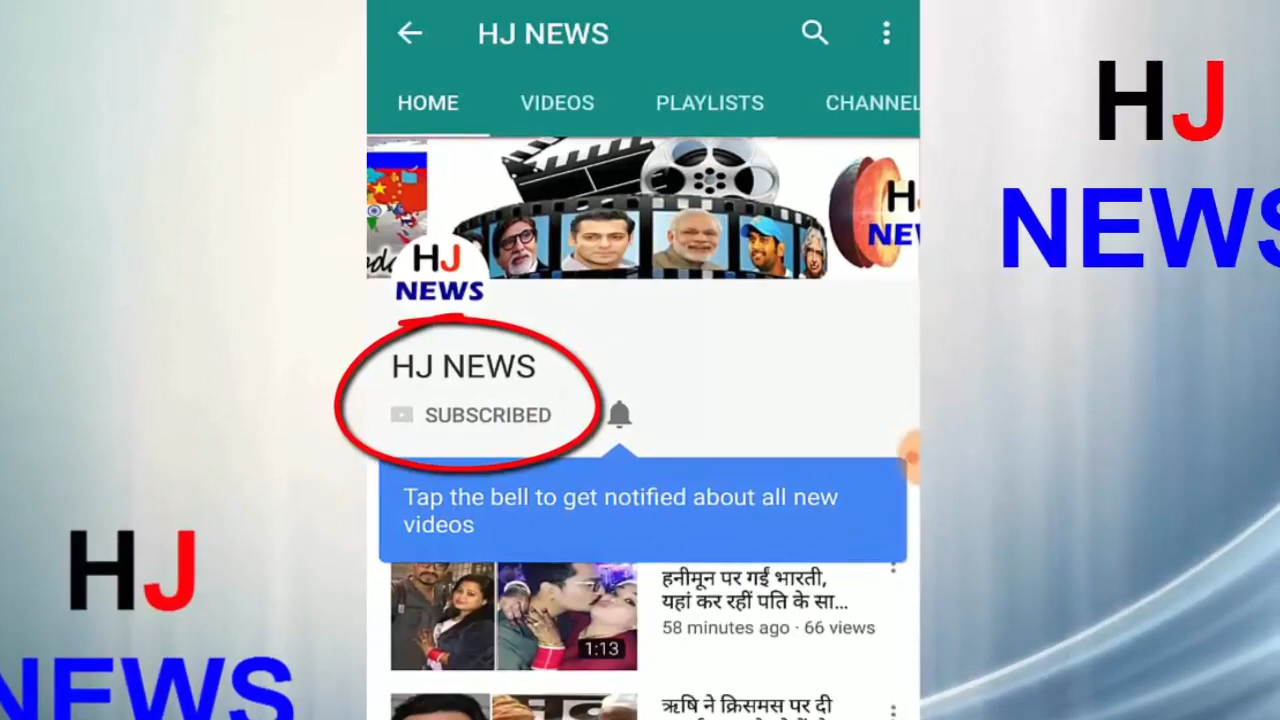 HJ NEWS
HOME VIDEOS PLAYLISTS CHANNEL
HJ
NEWS
HJ
NEWS
HJ NEWS
SUBSCRIBED
Tap the bell to get notified about all new
videos
हनीमून पर गईं भारती,
यहां कर रहीं पति के सा...
58 minutes ago · 66 views
1:13
ऋषि ने क्रिसमस पर दी
HJ
NEWS